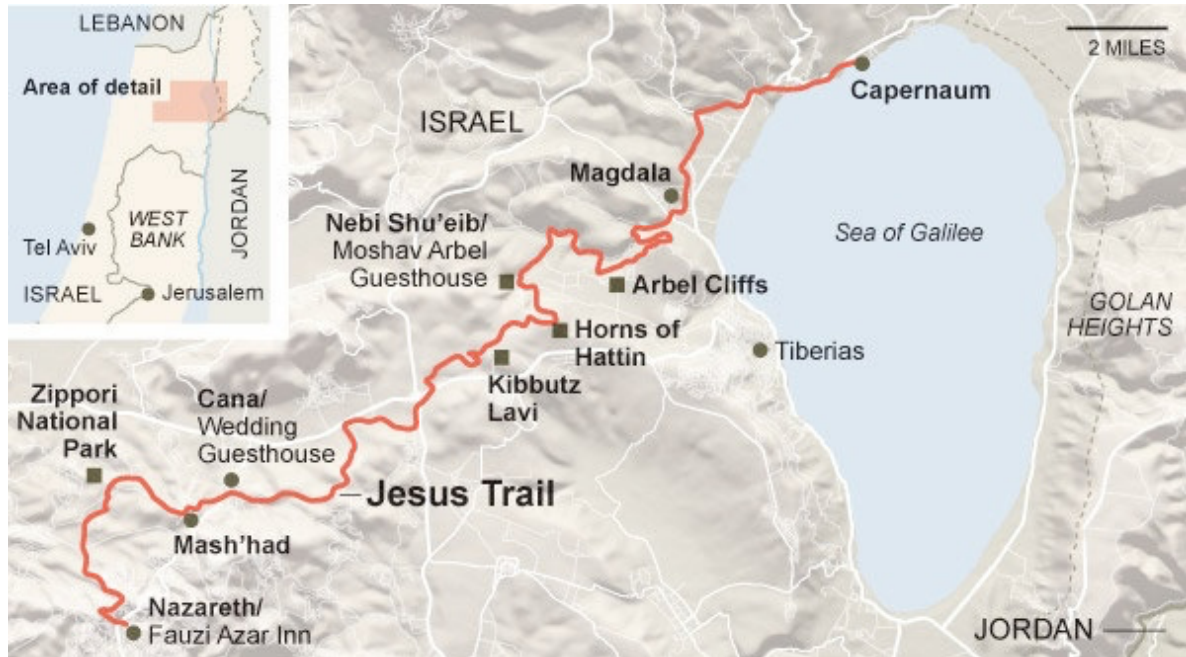 LEBANON
Area of detail
WEST
BANK
JORDAN
Tel Aviv
ISRAEL
Jerusalem
2 MILES
Capernaum
ISRAEL
Magdala
Nebi Shu'eib/
Moshav Arbel
Guesthouse
Sea of Galilee
Arbel Cliffs
GOLAN
HEIGHTS
Horns of
Hattin
Tiberias
Kibbutz
Lavi
Zippori
National
Park
Cana/
Wedding
Guesthouse
Jesus Trail
Mash'had
Nazareth/
Fauzi Azar Inn
JORDAN